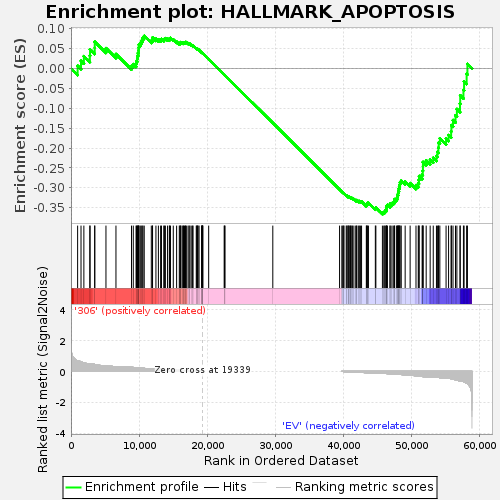 Enrichment plot: HALLMARK_APOPTOSIS
Enrichment score (ES)
0.10
0.05
0.00
-0.05
-0.10
-0.15
-0.20
-0.25
-0.30
-0.35
'306' (positively correlated)
Ranked list metric (Signal2Noise)
4
2
0
-2
-4
Zero cross at 19339
'EV' (negatively correlated)
0
10,000
20,000
30,000
40,000
50,000
60,000
Rank in Ordered Dataset
Enrichment profile
Hits
Ranking metric scores